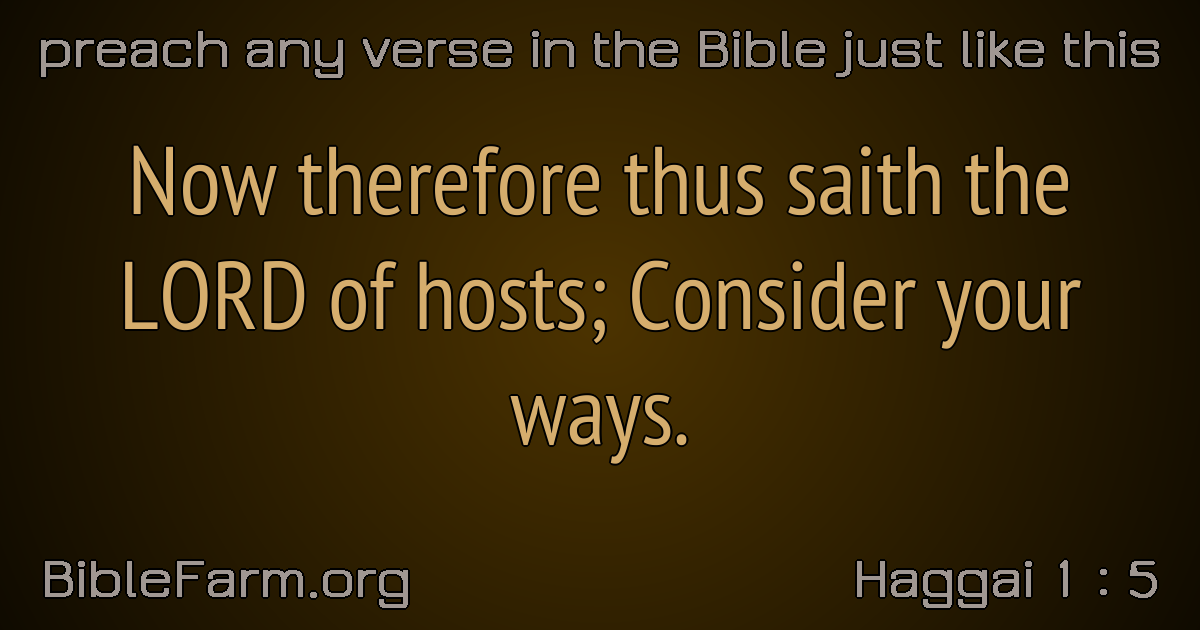 preach any verse in the Bible just like this
Now therefore thus saith the
LORD of hosts; Consider your
ways.
BibleFarm.org
Haggai 1 : 5